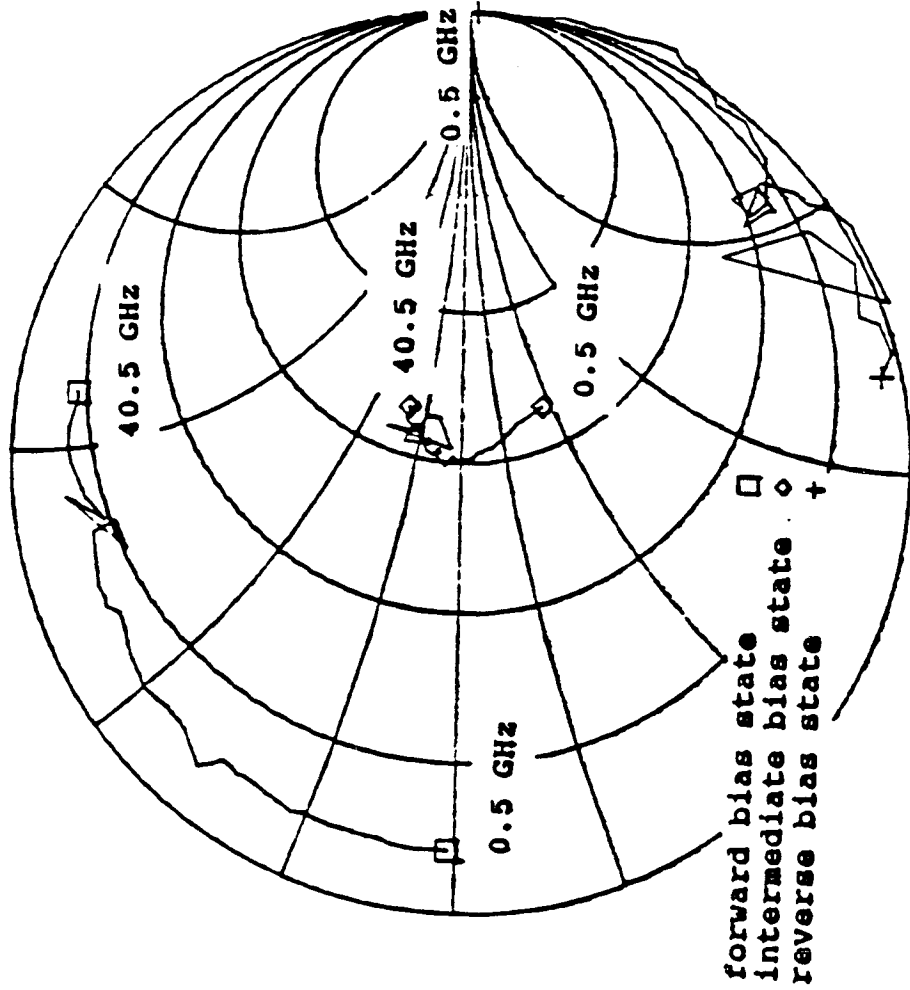 0.5 GHz
40.5 GHz
40.5 GHz
0.5 GHz
0.5 GHz
forward bias state
intermediate bias state
reverse bias state